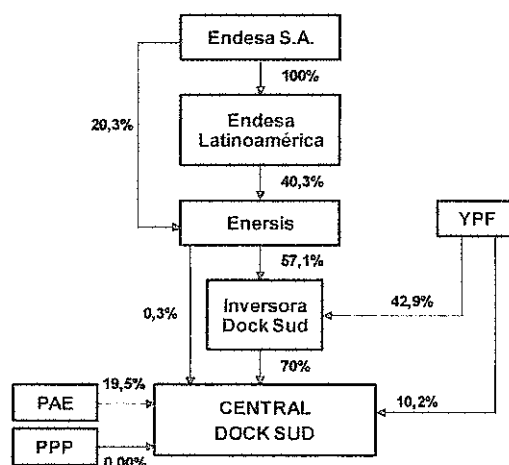 Endesa S.A.
100%
20,3%
Endesa
Latinoamérica
40,3%
Enersis
YPF
57,1%
0,3%
Inversora
Dock Sud
42,9%
70%
19,5%
PAE
CENTRAL
DOCK SUD
10,2%
PPP
0,00%